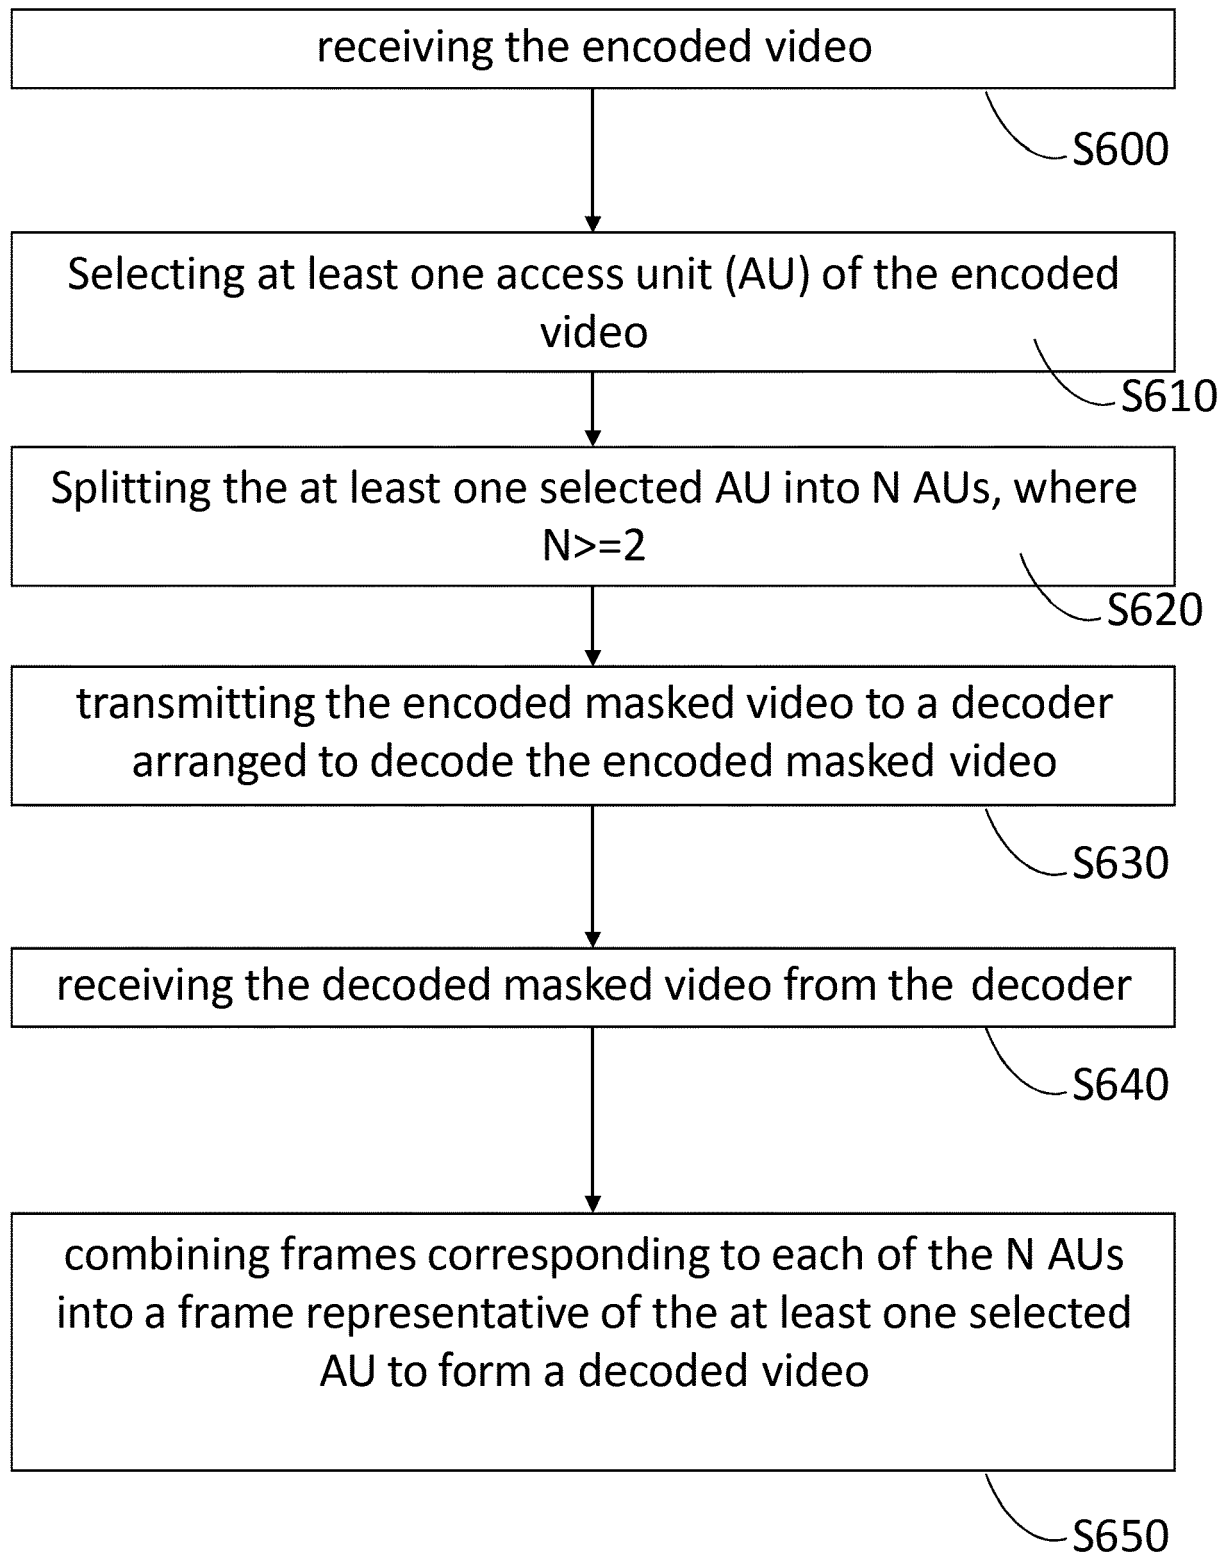 receiving the encoded video
S600
Selecting at least one access unit (AU) of the encoded
video
S610
Splitting the at least one selected AU into N AUs, where
N>=2
S620
transmitting the encoded masked video to a decoder
arranged to decode the encoded masked video
S630
receiving the decoded masked video from the decoder
S640
combining frames corresponding to each of the N AUs
into a frame representative of the at least one selected
AU to form a decoded video
S650